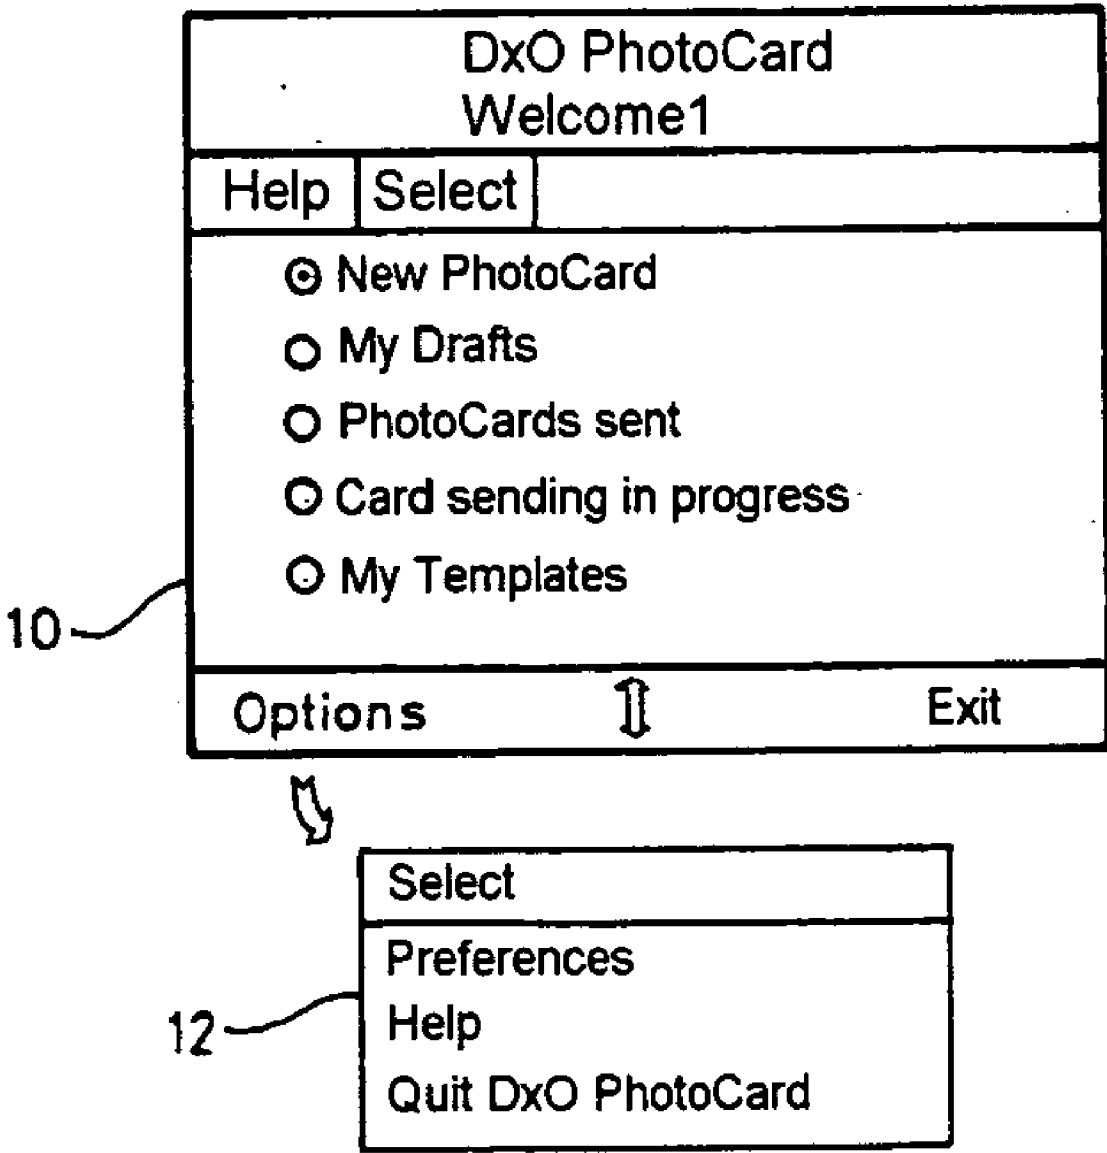 DxO PhotoCard
Welcome1
Help Select
New PhotoCard
My Drafts
PhotoCards sent
Card sending in progress
My Templates
10
Options Exit
Select
Preferences
12
Help
Quit DxO PhotoCard